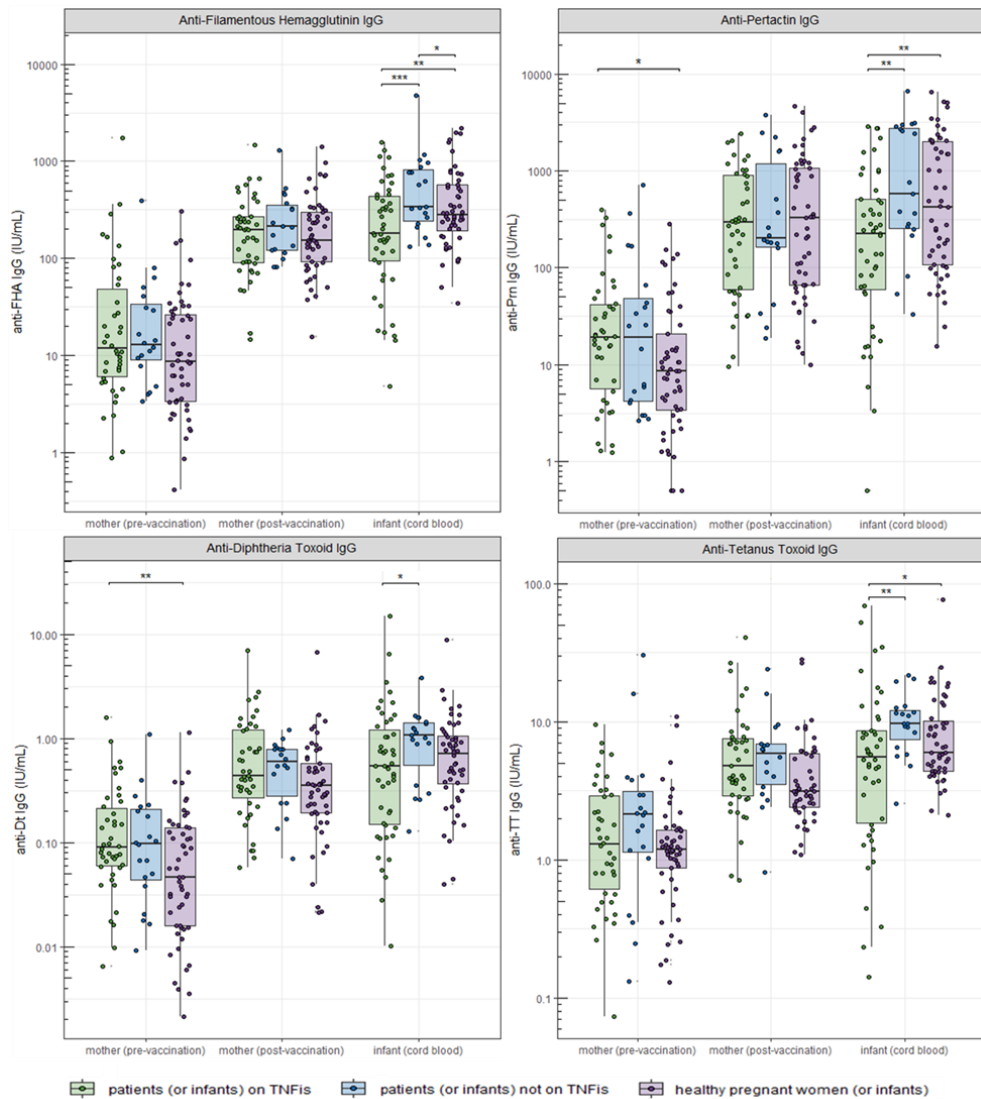 Anti-Filamentous Hemagglutinin IgG
*
**
***
10000
1000
100
10
1
anti-FHA IgG (IU/mL)
mother (pre-vaccination) mother (post-vaccination) infant (cord blood)
Anti-Pertactin IgG
* ** **
10000
1000
100
10
1
anti-Prn IgG (IU/mL)
mother (pre-vaccination) mother (post-vaccination) infant (cord blood)
Anti-Diphtheria Toxoid IgG
** *
10.00
1.00
0.10
0.01
anti-Dt IgG (IU/mL)
mother (pre-vaccination) mother (post-vaccination) infant (cord blood)
Anti-Tetanus Toxoid IgG
*
**
100.0
10.0
1.0
0.1
anti-TT IgG (IU/mL)
mother (pre-vaccination) mother (post-vaccination) infant (cord blood)
patients (or infants) on TNFis patients (or infants) not on TNFis healthy pregnant women (or infants)